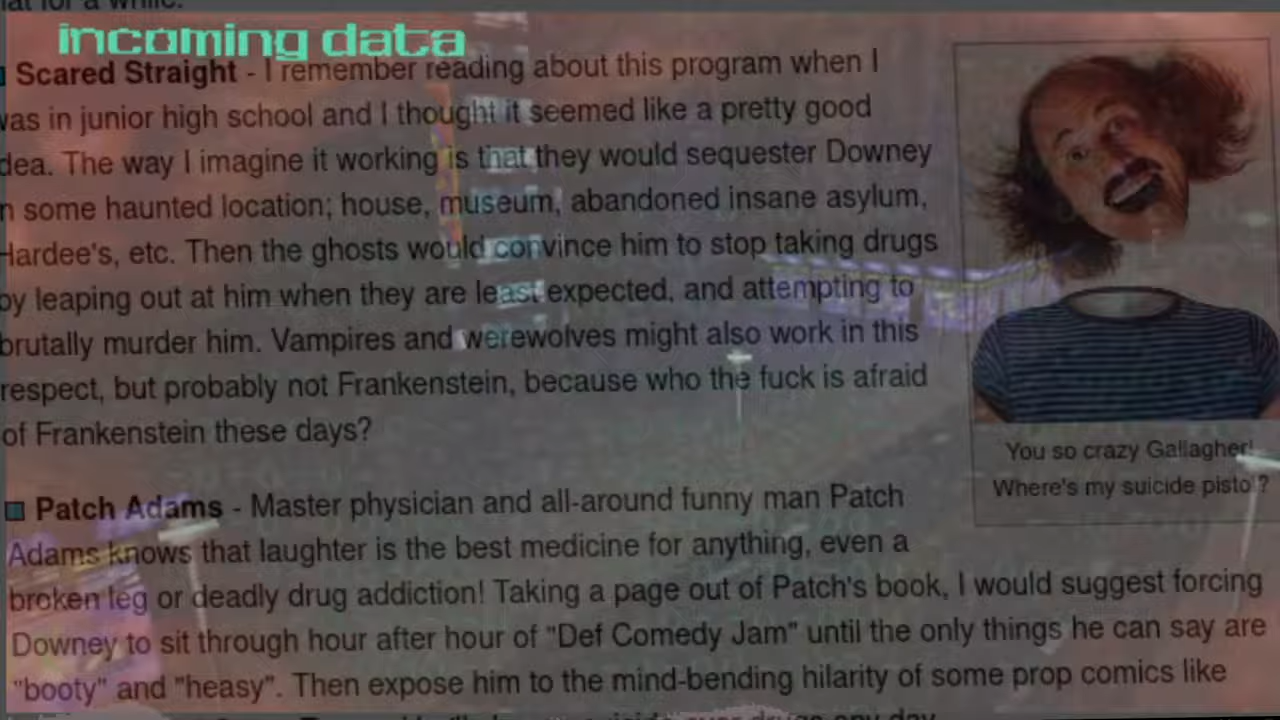 incoming data
Scared Straight - I remember reading about this program when I
was in junior high school and I thought it seemed like a pretty good
idea. The way I imagine it working is that they would sequester Downey
in some haunted location; house, museum, abandoned insane asylum,
Hardee's, etc. Then the ghosts would convince him to stop taking drugs
by leaping out at him when they are least expected, and attempting to
brutally murder him. Vampires and werewolves might also work in this
respect, but probably not Frankenstein, because who the fuck is afraid
of Frankenstein these days?
You so crazy Gallagher!
Where's my suicide pistol?
Patch Adams - Master physician and all-around funny man Patch
Adams knows that laughter is the best medicine for anything, even a
broken leg or deadly drug addiction! Taking a page out of Patch's book, I would suggest forcing
Downey to sit through hour after hour of "Def Comedy Jam" until the only things he can say are
"booty" and "heasy". Then expose him to the mind-bending hilarity of some prop comics like